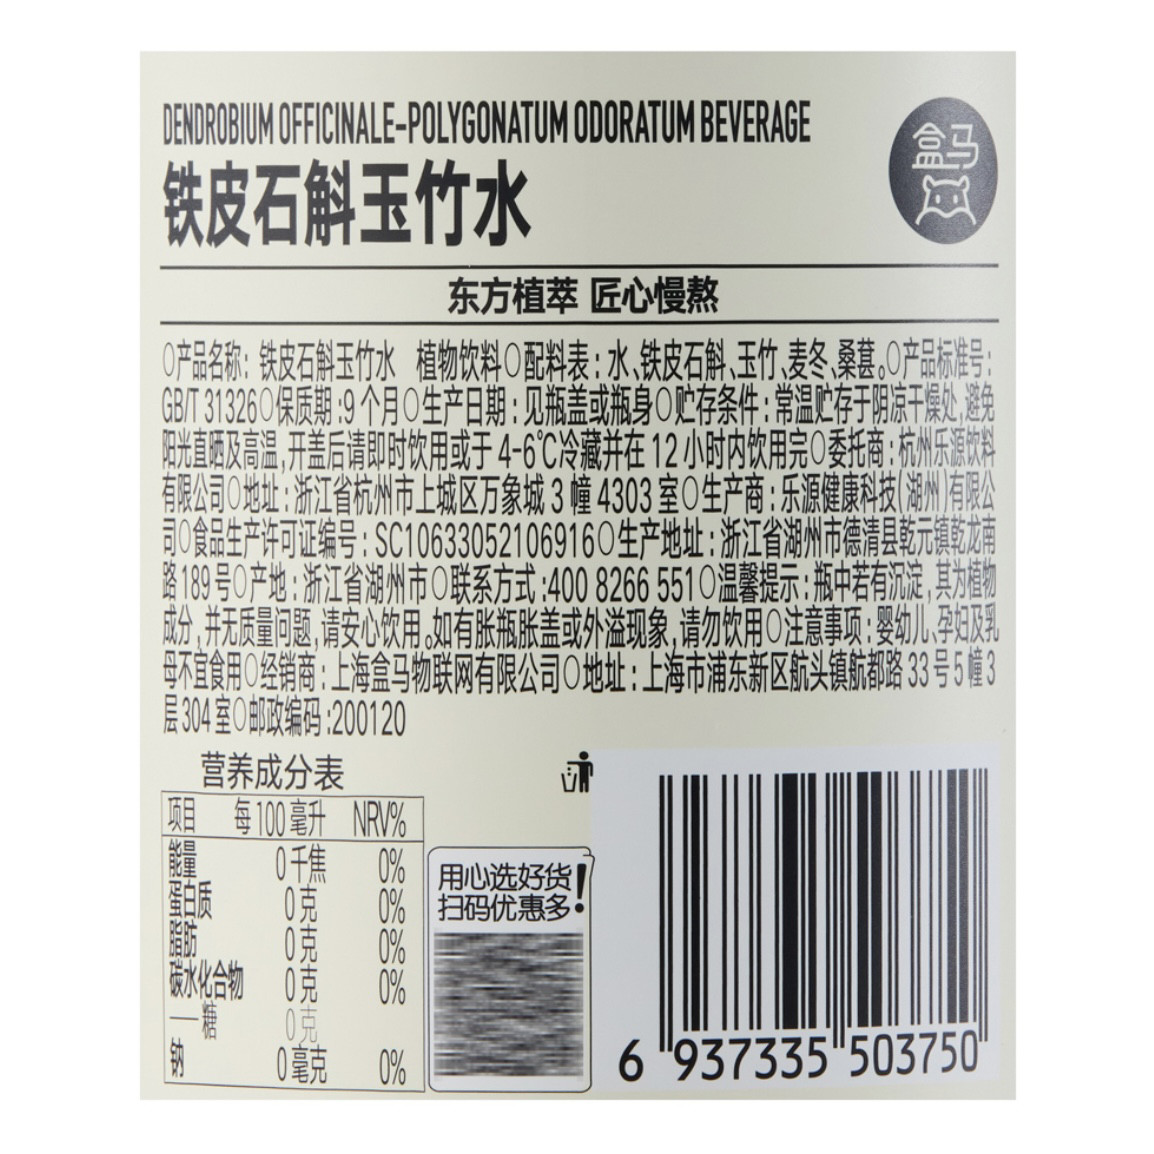 DENDROBIUM OFFICINALE-POLYGONATUM ODORATUM BEVERAGE
盒马
铁皮石斛玉竹水
东方植萃 匠心慢熬
○产品名称: 铁皮石斛玉竹水 植物饮料○配料表: 水、铁皮石斛、玉竹、麦冬、桑葚。○产品标准号:
GB/T 31326○保质期:9个月○生产日期: 见瓶盖或瓶身○贮存条件: 常温贮存于阴凉干燥处,避免
阳光直晒及高温,开盖后请即时饮用或于 4-6℃冷藏并在 12 小时内饮用完○委托商: 杭州乐源饮料
有限公司○地址: 浙江省杭州市上城区万象城 3 幢 4303 室○生产商: 乐源健康科技(湖州)有限公
司○食品生产许可证编号: SC10633052106916○生产地址: 浙江省湖州市德清县乾元镇乾龙南
路 189 号○产地: 浙江省湖州市○联系方式:400 8266 551○温馨提示: 瓶中若有沉淀,其为植物
成分,并无质量问题,请安心饮用。如有胀瓶胀盖或外溢现象,请勿饮用○注意事项: 婴幼儿、孕妇及乳
母不宜食用○经销商: 上海盒马物联网有限公司○地址: 上海市浦东新区航头镇航都路 33 号 5 幢 3
层 304 室○邮政编码:200120
营养成分表
项目 每100毫升 NRV%
能量 0千焦 0%
蛋白质 0克 0%
脂肪 0克 0%
碳水化合物 0克 0%
——糖 0克
钠 0毫克 0%
用心选好货!
扫码优惠多
6 937335 503750